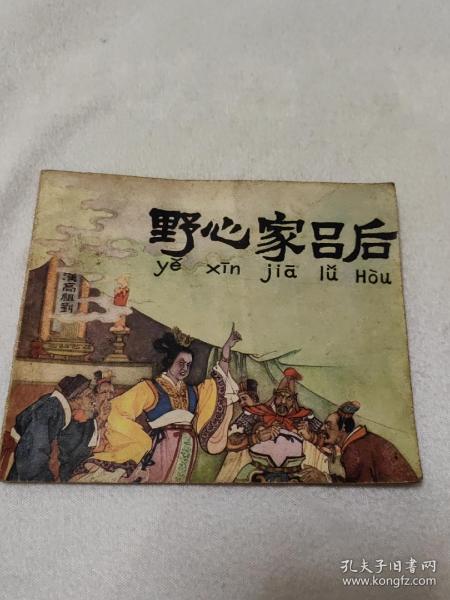 野心家吕后
yě xīn jiā lǚ Hòu
漢高祖劉
孔夫子旧书网
www.kongfz.com